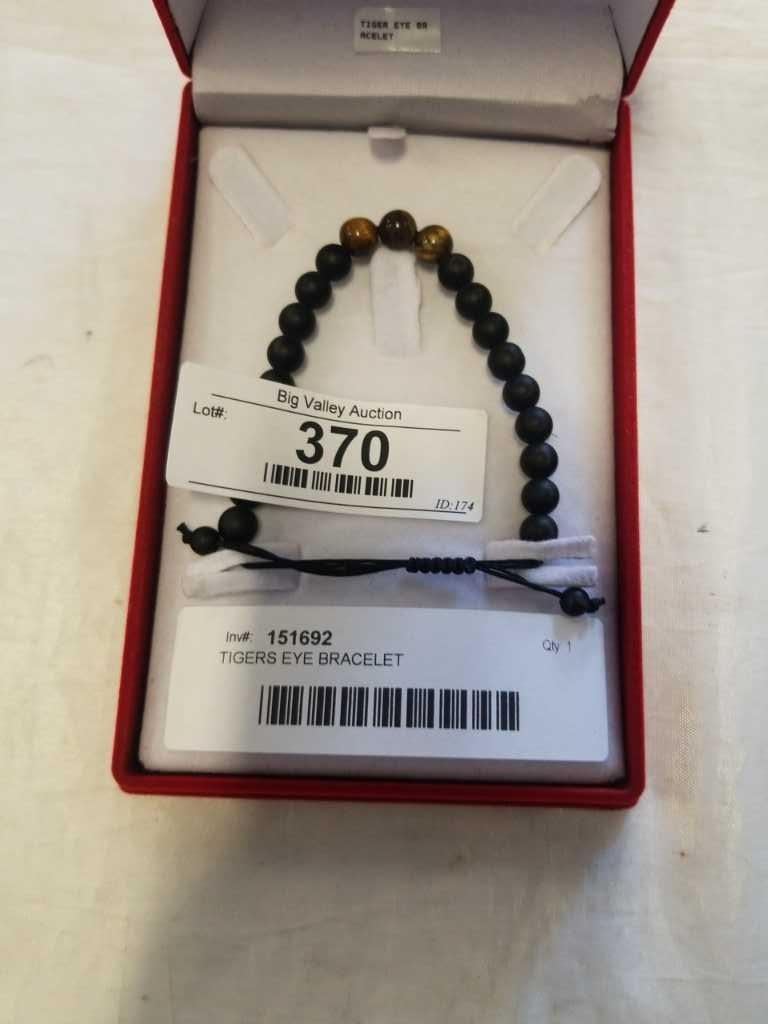 TIGER EYE BR
ACELET
Big Valley Auction
Lot#:
370
ID:174
Inv#: 151692
Qty 1
TIGERS EYE BRACELET